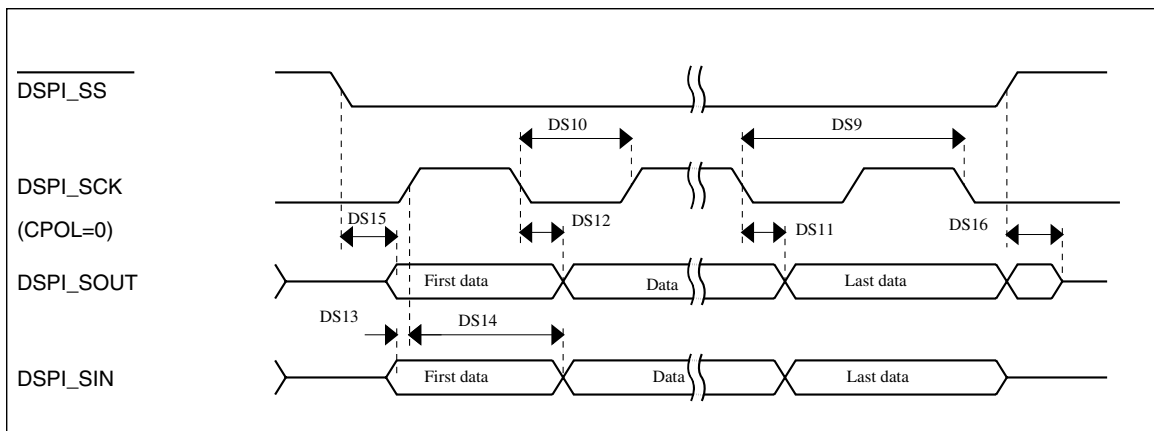 DSPI_SS
DS10
DS9
DSPI_SCK
(CPOL=0)
DS15
DS12
DS11
DS16
DSPI_SOUT
First data
Data
Last data
DS13
DS14
DSPI_SIN
First data
Data
Last data